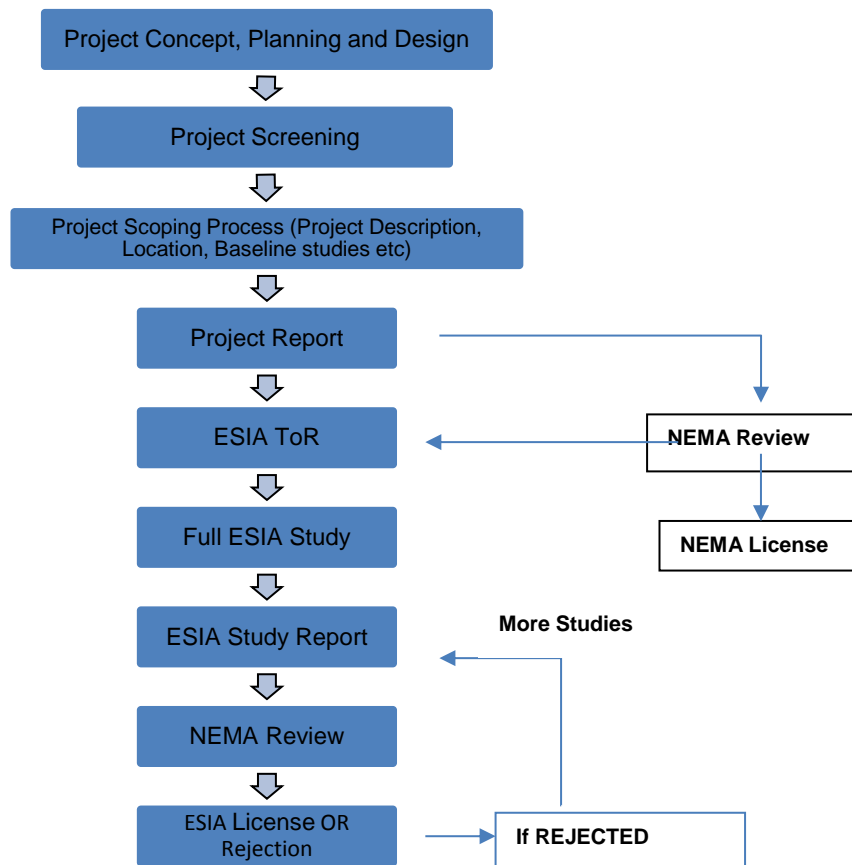 Project Concept, Planning and Design
Project Screening
Project Scoping Process (Project Description,
Location, Baseline studies etc)
Project Report
ESIA ToR
NEMA Review
Full ESIA Study
NEMA License
ESIA Study Report
More Studies
NEMA Review
ESIA License OR
Rejection
If REJECTED